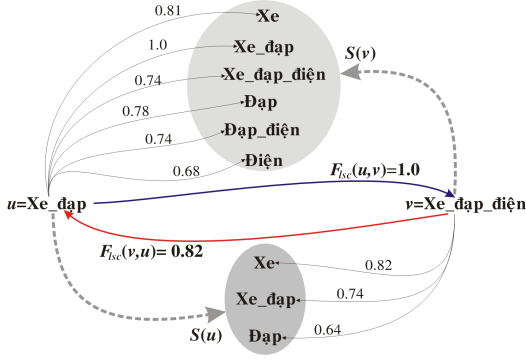 0.81
Xe
1.0
Xe_đạp
S(v)
0.74
Xe_đạp_điện
0.78
Đạp
0.74
Đạp_điện
0.68
Điện
F_lsc(u,v)=1.0
u=Xe_đạp
v=Xe_đạp_điện
F_lsc(v,u)= 0.82
Xe
0.82
Xe_đạp
0.74
S(u)
Đạp
0.64